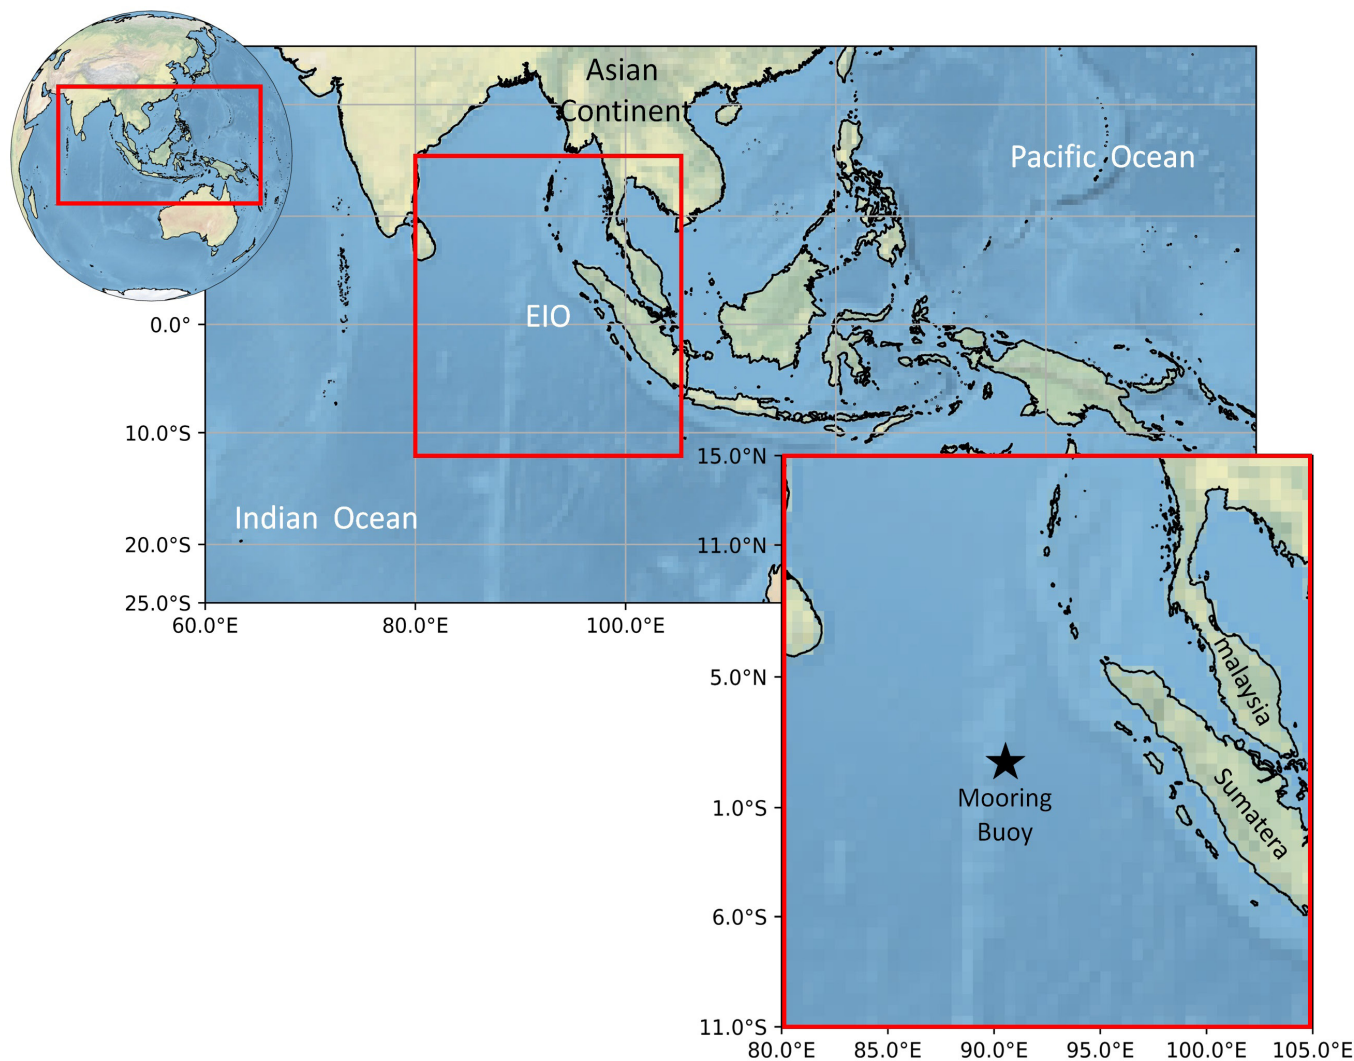 Asian
Continent
Pacific Ocean
EIO
Indian Ocean
0.0°
10.0°S
20.0°S
25.0°S
60.0°E
80.0°E
100.0°E
15.0°N
11.0°N
5.0°N
1.0°S
6.0°S
11.0°S
malaysia
Sumatera
Mooring
Buoy
80.0°E
85.0°E
90.0°E
95.0°E
100.0°E
105.0°E